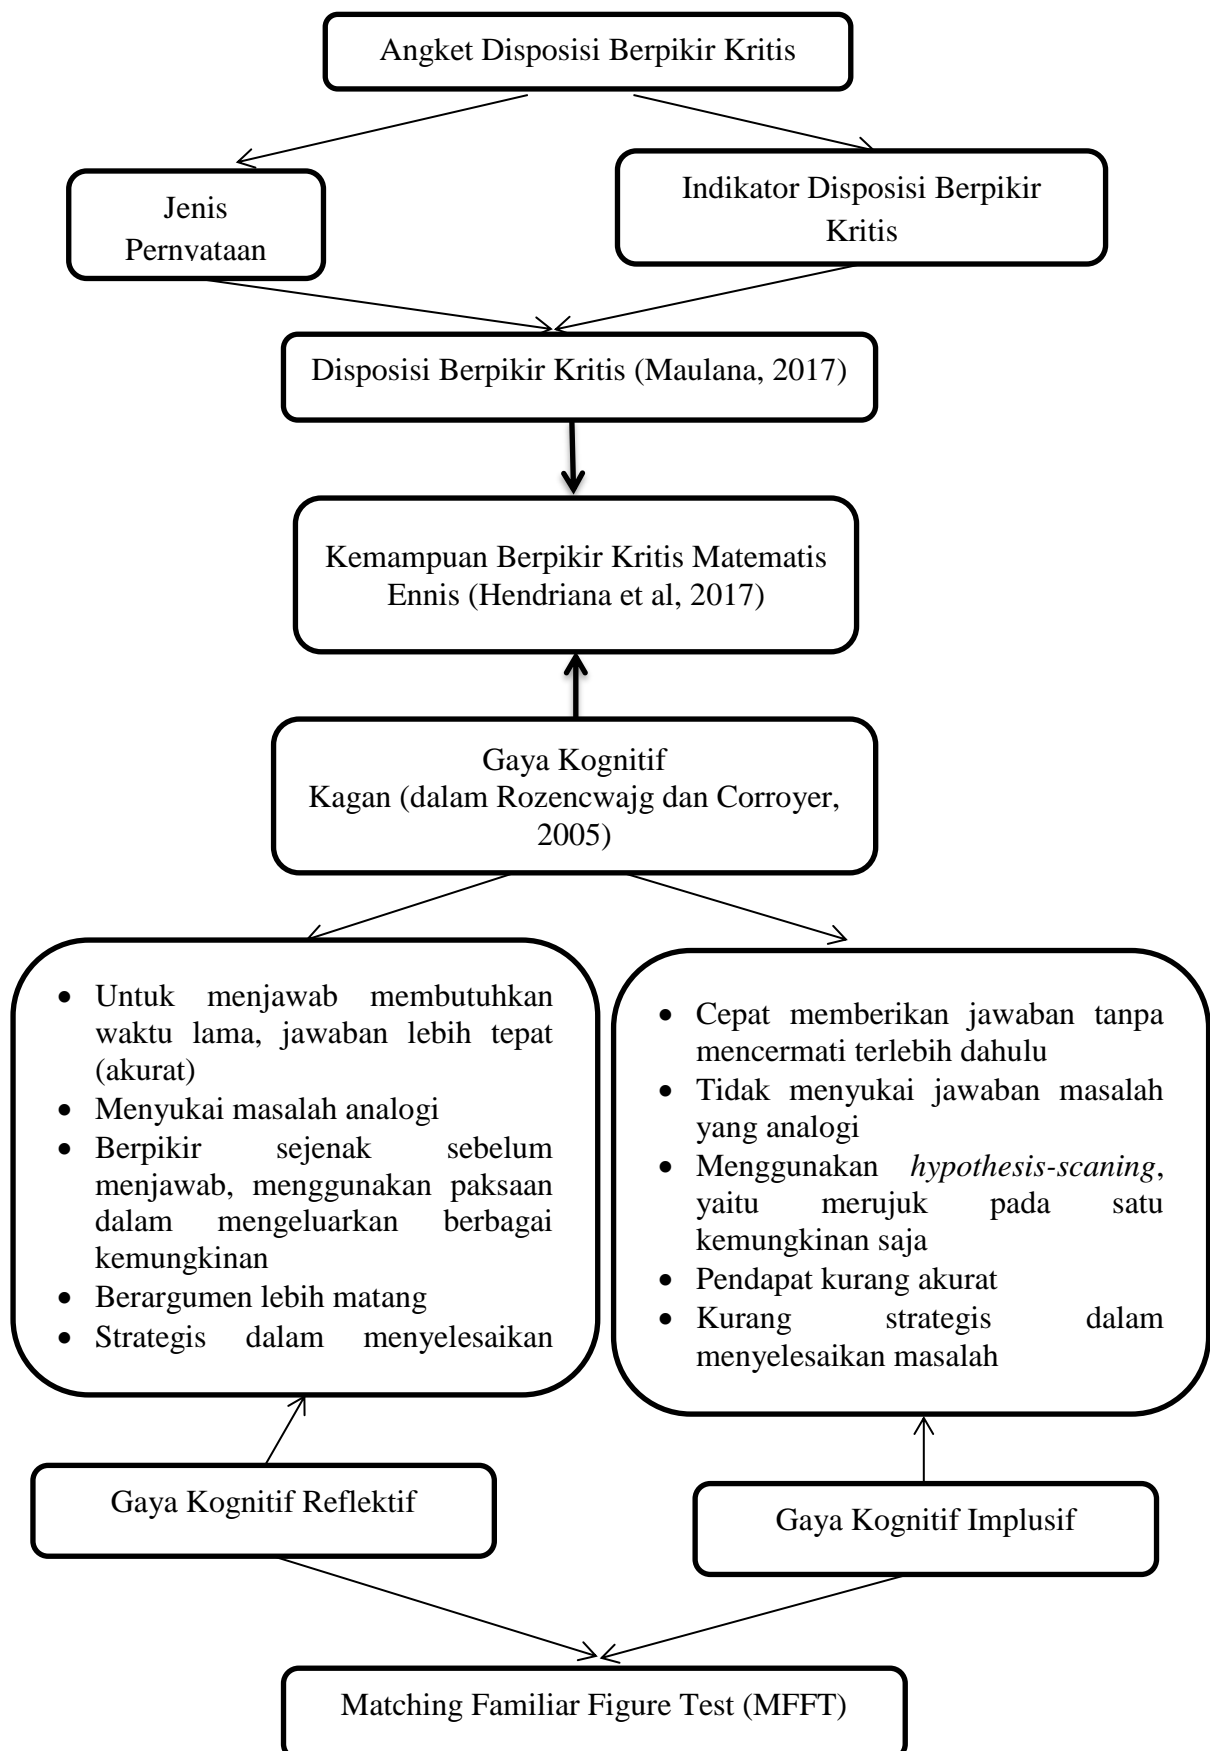 Angket Disposisi Berpikir Kritis
Jenis
Pernvataan
Indikator Disposisi Berpikir
Kritis
Disposisi Berpikir Kritis (Maulana, 2017)
Kemampuan Berpikir Kritis Matematis
Ennis (Hendriana et al, 2017)
Gaya Kognitif
Kagan (dalam Rozencwajg dan Corroyer,
2005)
• Untuk menjawab membutuhkan
waktu lama, jawaban lebih tepat
(akurat)
• Menyukai masalah analogi
• Berpikir sejenak sebelum
menjawab, menggunakan paksaan
dalam mengeluarkan berbagai
kemungkinan
• Berargumen lebih matang
• Strategis dalam menyelesaikan
• Cepat memberikan jawaban tanpa
mencermati terlebih dahulu
• Tidak menyukai jawaban masalah
yang analogi
• Menggunakan hypothesis-scaning,
yaitu merujuk pada satu
kemungkinan saja
• Pendapat kurang akurat
• Kurang strategis dalam
menyelesaikan masalah
Gaya Kognitif Reflektif
Gaya Kognitif Implusif
Matching Familiar Figure Test (MFFT)